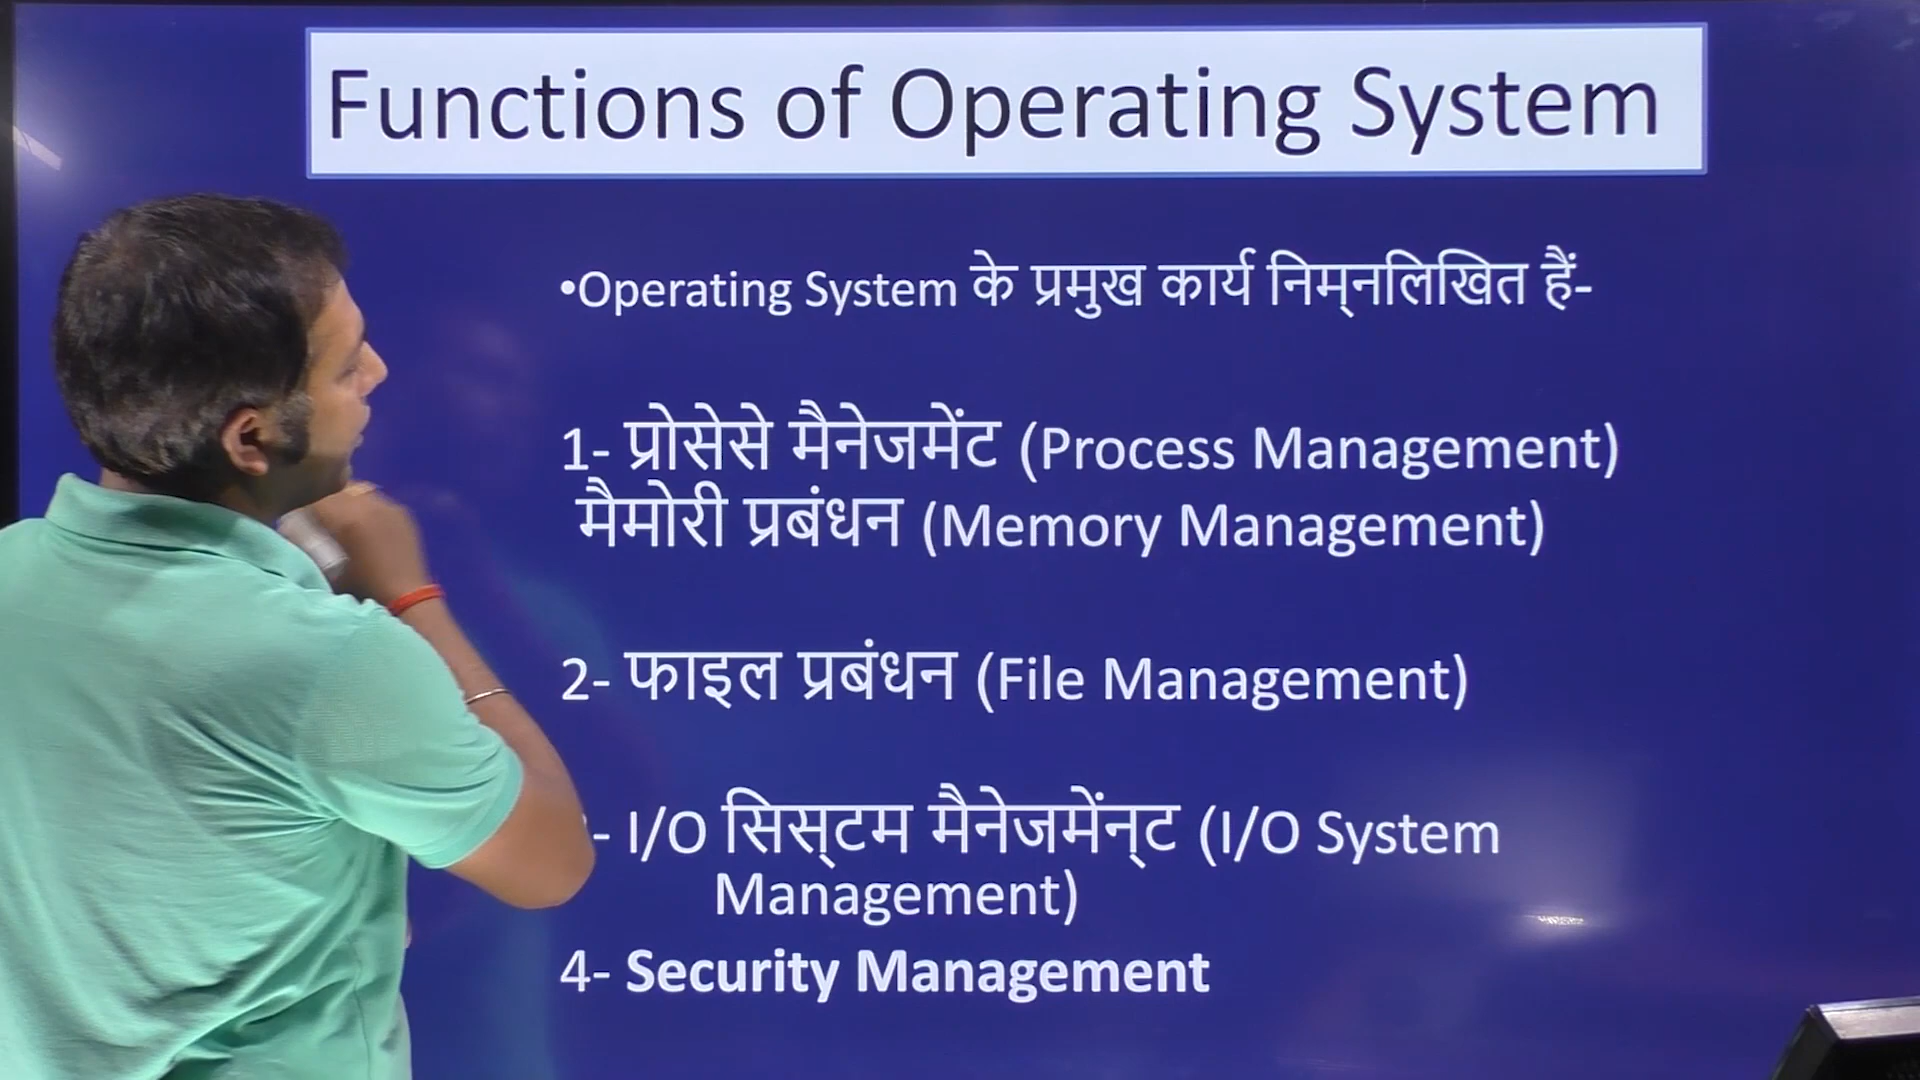 Functions of Operating System
•Operating System के प्रमुख कार्य निम्नलिखित हैं-
1- प्रोसेसे मैनेजमेंट (Process Management)
मैमोरी प्रबंधन (Memory Management)
2- फाइल प्रबंधन (File Management)
- I/O सिस्टम मैनेजमेंन्ट (I/O System
Management)
4- Security Management